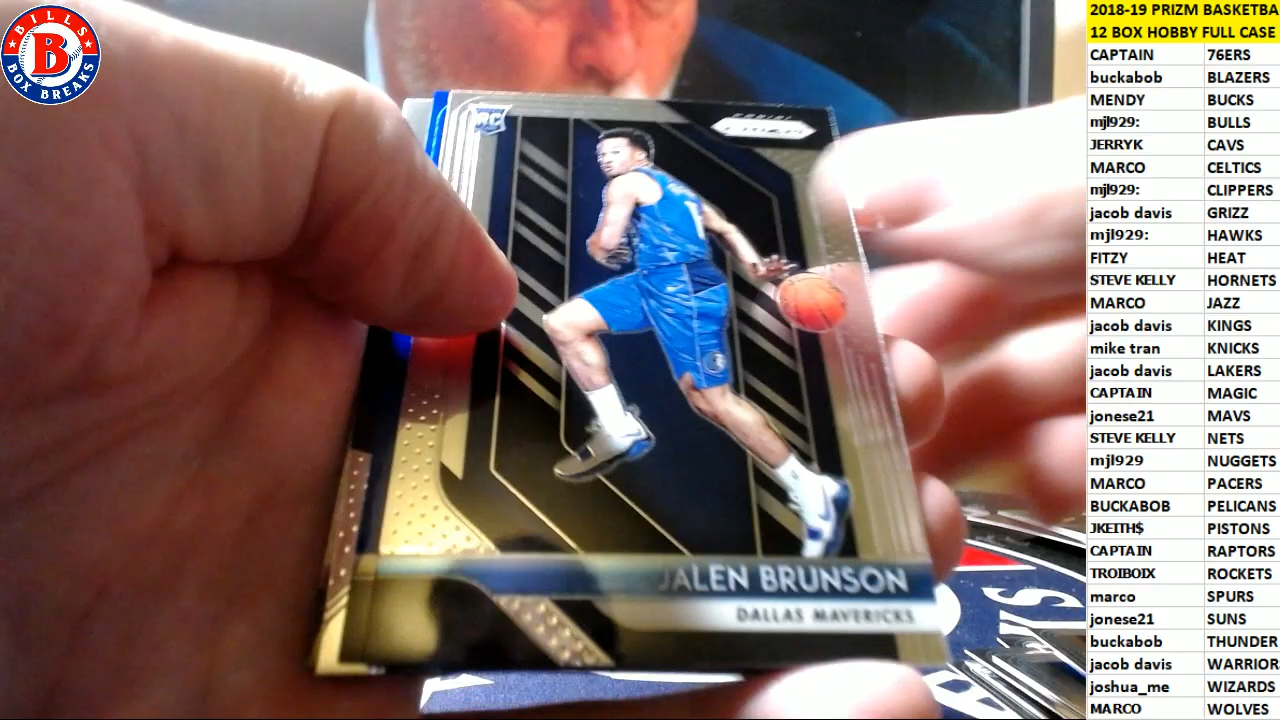 BILLS
B
BOX BREAKS
RC
PANINI
PRIZM
JALEN BRUNSON
DALLAS MAVERICKS
2018-19 PRIZM BASKETBA
12 BOX HOBBY FULL CASE
CAPTAIN 76ERS
buckabob BLAZERS
MENDY BUCKS
mjl929: BULLS
JERRYK CAVS
MARCO CELTICS
mjl929: CLIPPERS
jacob davis GRIZZ
mjl929: HAWKS
FITZY HEAT
STEVE KELLY HORNETS
MARCO JAZZ
jacob davis KINGS
mike tran KNICKS
jacob davis LAKERS
CAPTAIN MAGIC
jonese21 MAVS
STEVE KELLY NETS
mjl929 NUGGETS
MARCO PACERS
BUCKABOB PELICANS
JKEITH$ PISTONS
CAPTAIN RAPTORS
TROIBOIX ROCKETS
marco SPURS
jonese21 SUNS
buckabob THUNDER
jacob davis WARRIOR
joshua_me WIZARDS
MARCO WOLVES